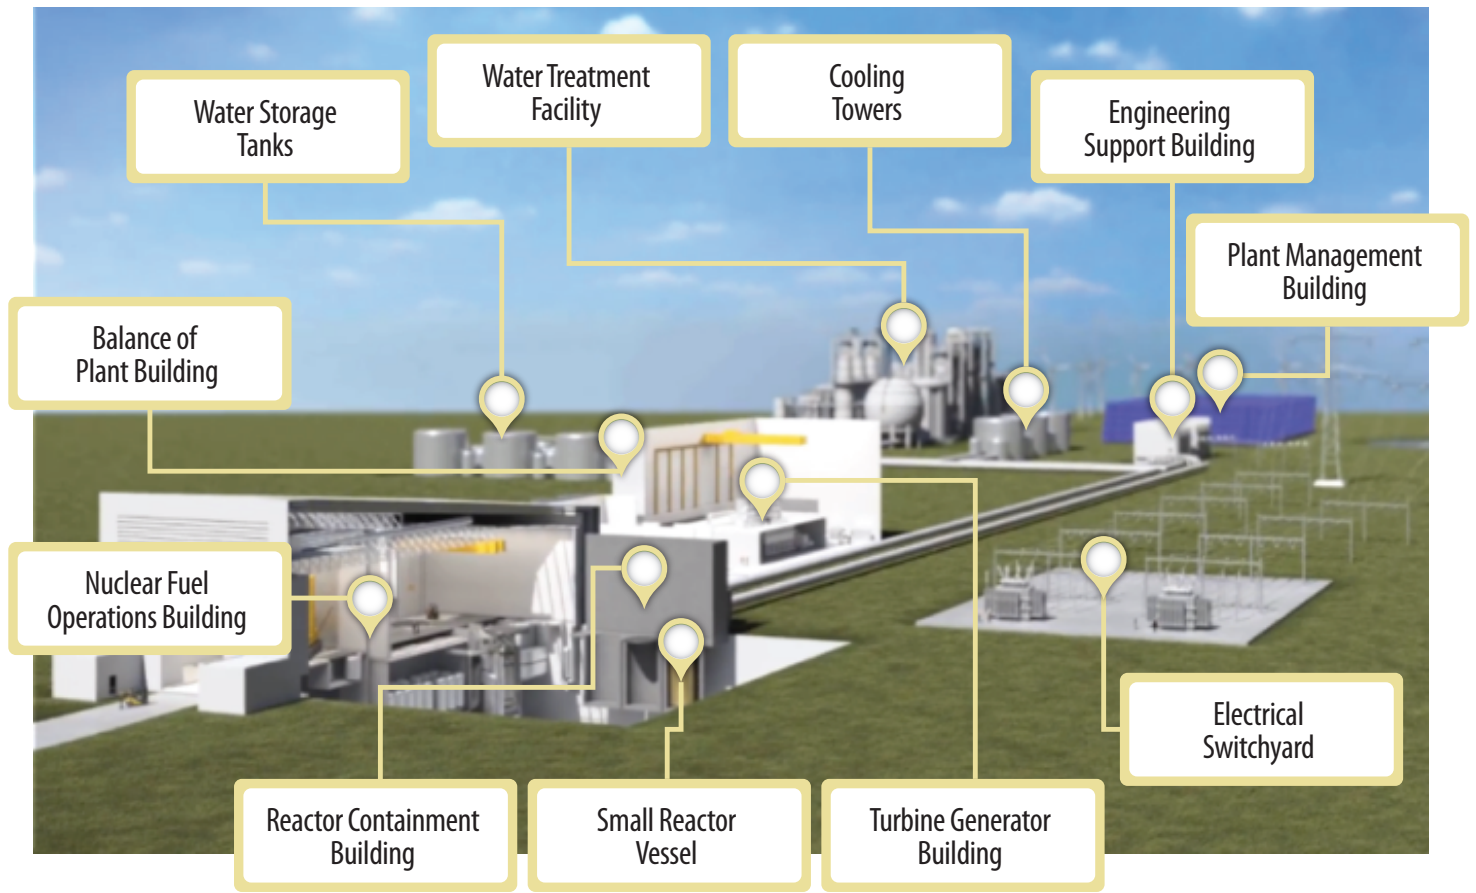 Water Storage
Tanks
Water Treatment
Facility
Cooling
Towers
Engineering
Support Building
Plant Management
Building
Balance of
Plant Building
Nuclear Fuel
Operations Building
Electrical
Switchyard
Reactor Containment
Building
Small Reactor
Vessel
Turbine Generator
Building